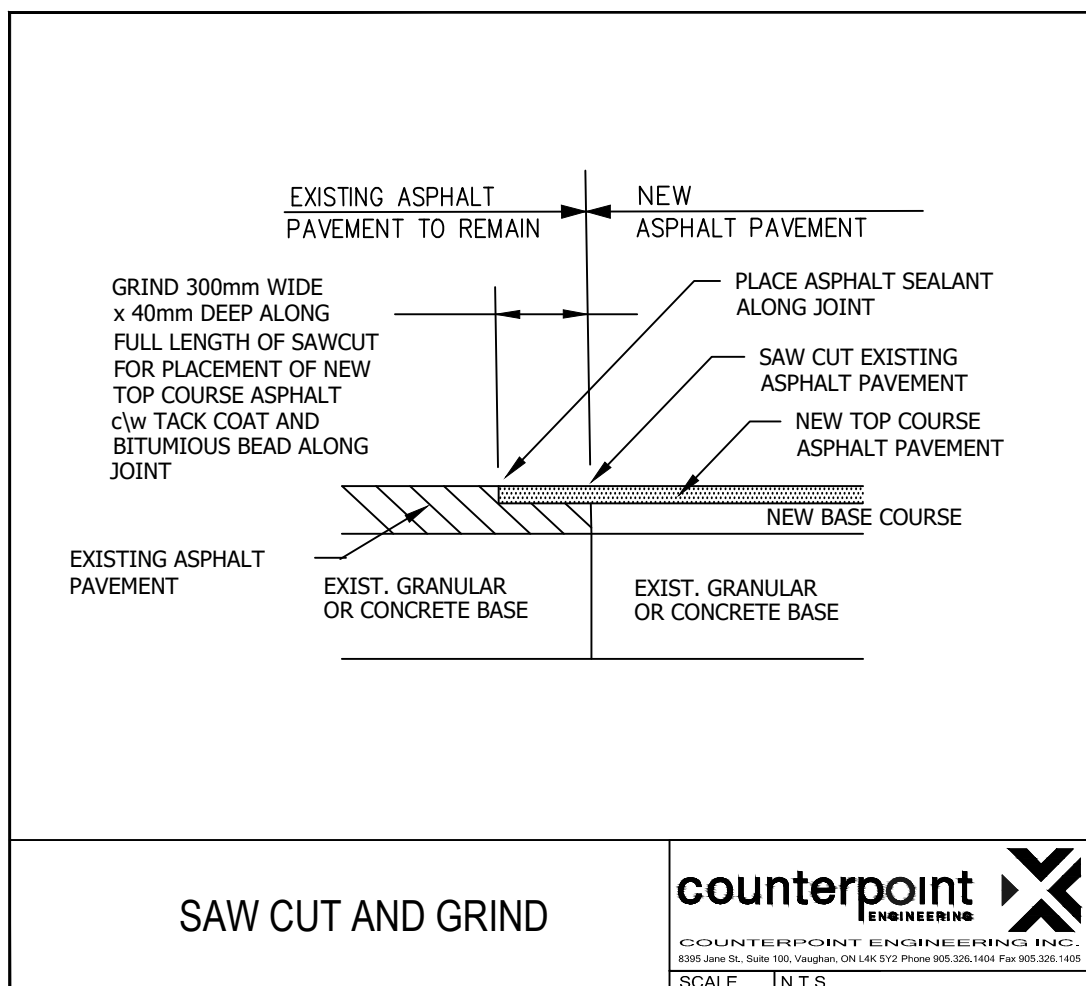 EXISTING ASPHALT
PAVEMENT TO REMAIN
NEW
ASPHALT PAVEMENT
GRIND 300mm WIDE
x 40mm DEEP ALONG
FULL LENGTH OF SAWCUT
FOR PLACEMENT OF NEW
TOP COURSE ASPHALT
c\w TACK COAT AND
BITUMIOUS BEAD ALONG
JOINT
PLACE ASPHALT SEALANT
ALONG JOINT
SAW CUT EXISTING
ASPHALT PAVEMENT
NEW TOP COURSE
ASPHALT PAVEMENT
NEW BASE COURSE
EXISTING ASPHALT
PAVEMENT
EXIST. GRANULAR
OR CONCRETE BASE
EXIST. GRANULAR
OR CONCRETE BASE
SAW CUT AND GRIND
counterpoint
ENGINEERING
COUNTERPOINT ENGINEERING INC.
8395 Jane St., Suite 100, Vaughan, ON L4K 5Y2 Phone 905.326.1404 Fax 905.326.1405
SCALE N.T.S.